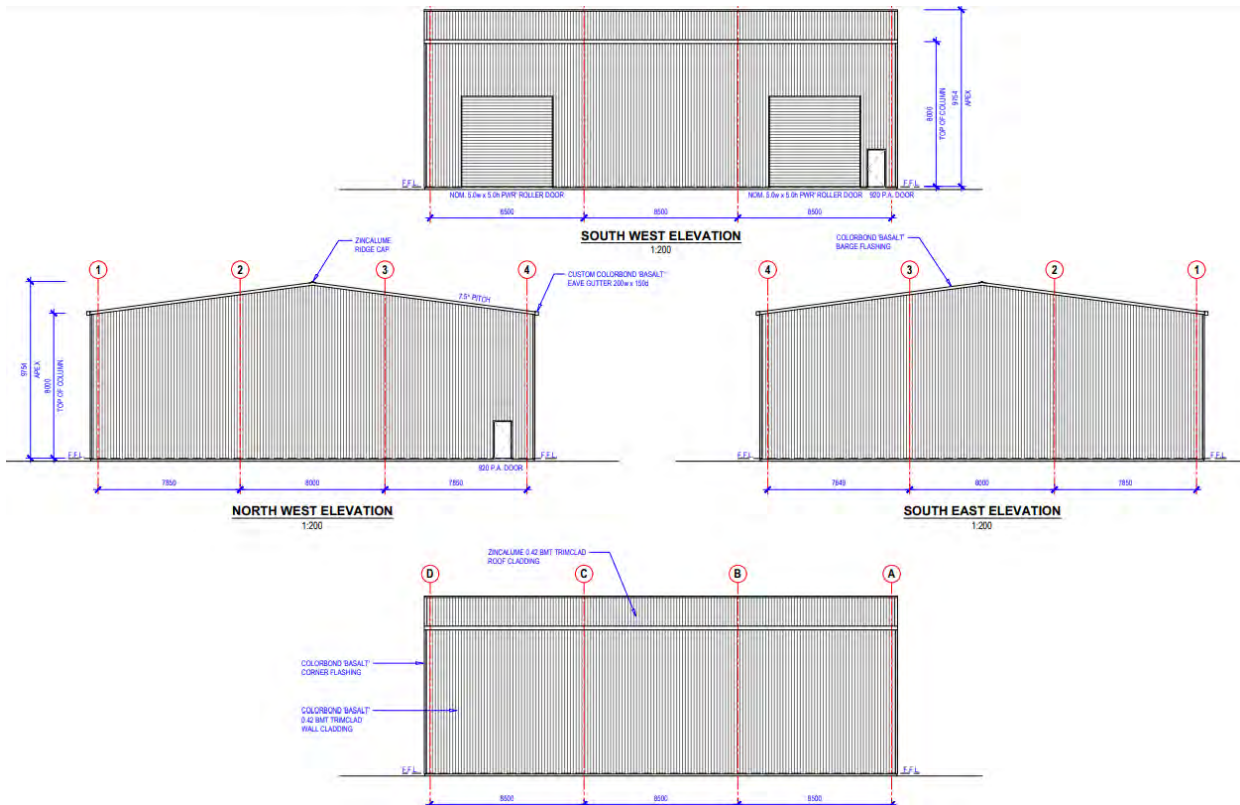 9754
APEX
8000
TOP OF COLUMN
F.F.L. F.F.L.
NOM. 5.0w x 5.0h PWR' ROLLER DOOR NOM. 5.0w x 5.0h PWR' ROLLER DOOR 920 P.A. DOOR
8500 8500 8500
SOUTH WEST ELEVATION
1:200
ZINCALUME
RIDGE CAP
COLORBOND 'BASALT'
BARGE FLASHING
1 2 3 4
4 3 2 1
CUSTOM COLORBOND 'BASALT'
EAVE GUTTER 200w x 150d
7.5° PITCH
9754
APEX
8000
TOP OF COLUMN
F.F.L. F.F.L.
920 P.A. DOOR
7850 8000 7850
NORTH WEST ELEVATION
1:200
F.F.L. F.F.L.
7849 8000 7850
SOUTH EAST ELEVATION
1:200
ZINCALUME 0.42 BMT TRIMCLAD
ROOF CLADDING
D C B A
COLORBOND 'BASALT'
CORNER FLASHING
COLORBOND 'BASALT'
0.42 BMT TRIMCLAD
WALL CLADDING
F.F.L. F.F.L.
8500 8500 8500